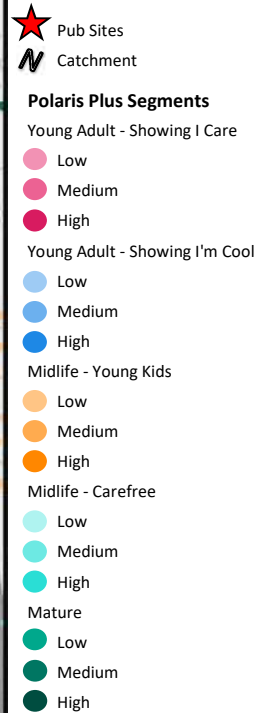 Pub Sites
Catchment
Polaris Plus Segments
Young Adult - Showing I Care
Low
Medium
High
Young Adult - Showing I'm Cool
Low
Medium
High
Midlife - Young Kids
Low
Medium
High
Midlife - Carefree
Low
Medium
High
Mature
Low
Medium
High